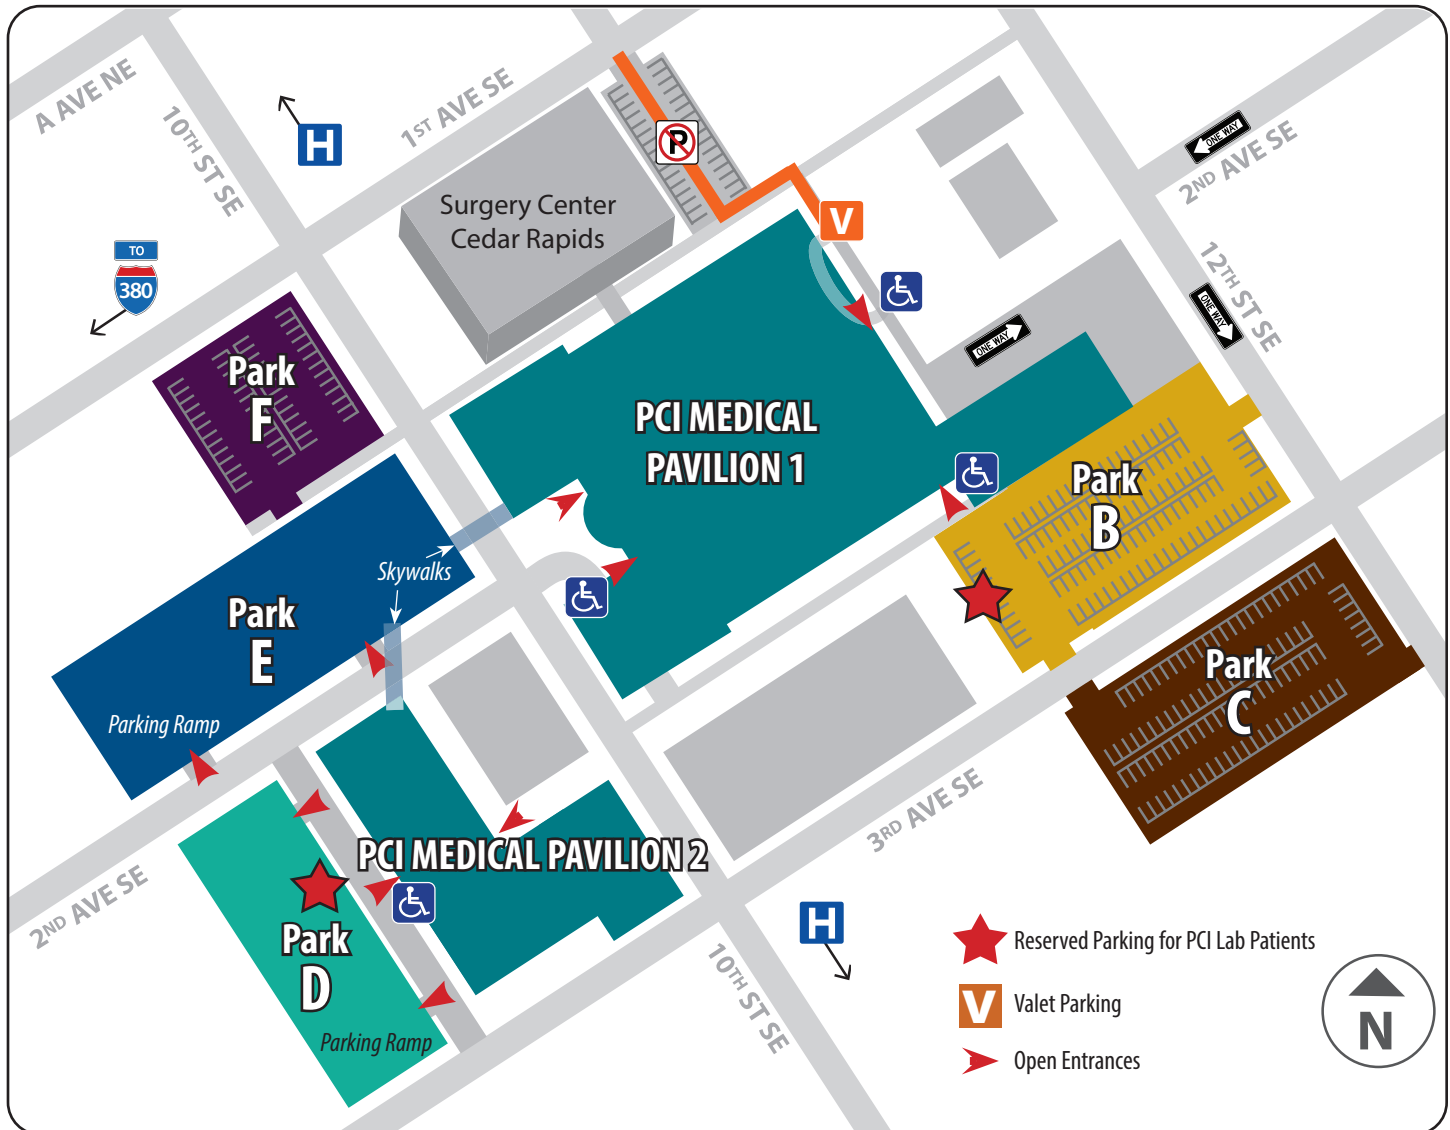 A AVE NE
10TH ST SE
H
1ST AVE SE
P
2ND AVE SE
ONE WAY
Surgery Center
Cedar Rapids
V
TO
380
12TH ST SE
ONE WAY
ONE WAY
Park
F
PCI MEDICAL
PAVILION 1
Park
B
Skywalks
Park
E
Parking Ramp
Park
C
3RD AVE SE
PCI MEDICAL PAVILION 2
2ND AVE SE
Park
D
Parking Ramp
10TH ST SE
H
Reserved Parking for PCI Lab Patients
V Valet Parking
Open Entrances
N